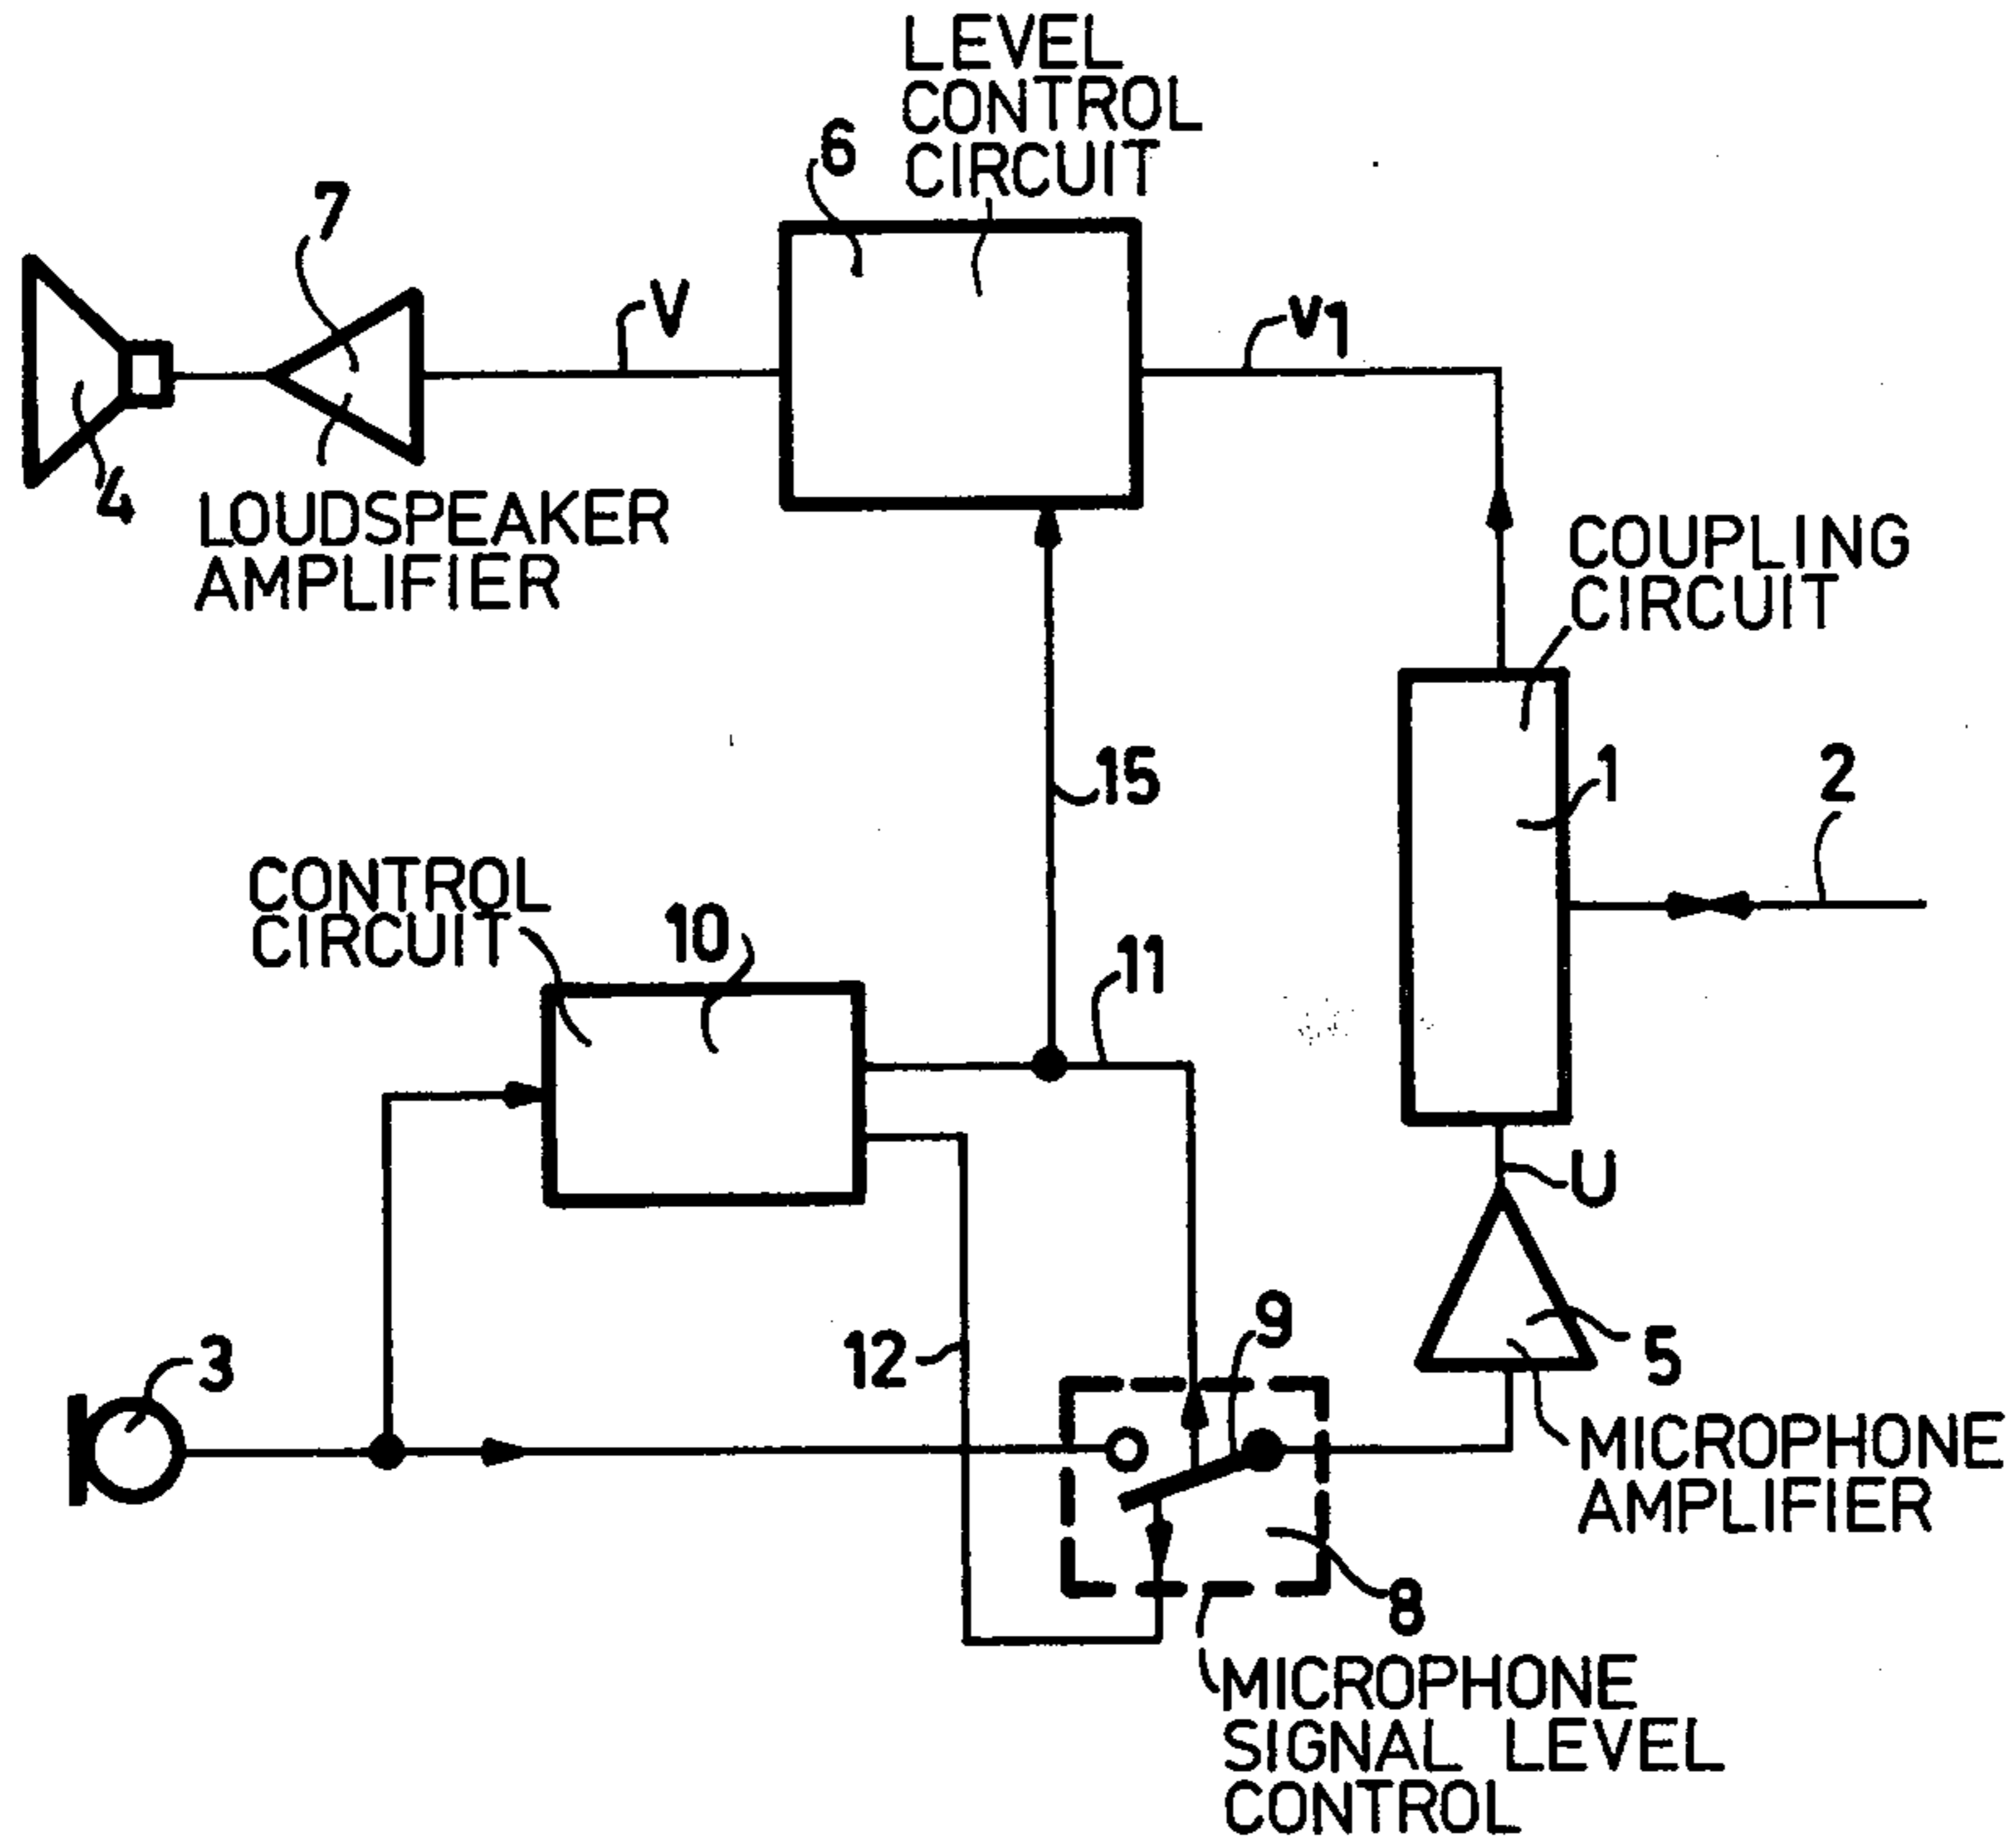 LEVEL
CONTROL
CIRCUIT
6
7
V
V1
4
LOUDSPEAKER
AMPLIFIER
COUPLING
CIRCUIT
15
1
2
CONTROL
CIRCUIT
10
11
U
9
12
3
5
MICROPHONE
AMPLIFIER
8
MICROPHONE
SIGNAL LEVEL
CONTROL